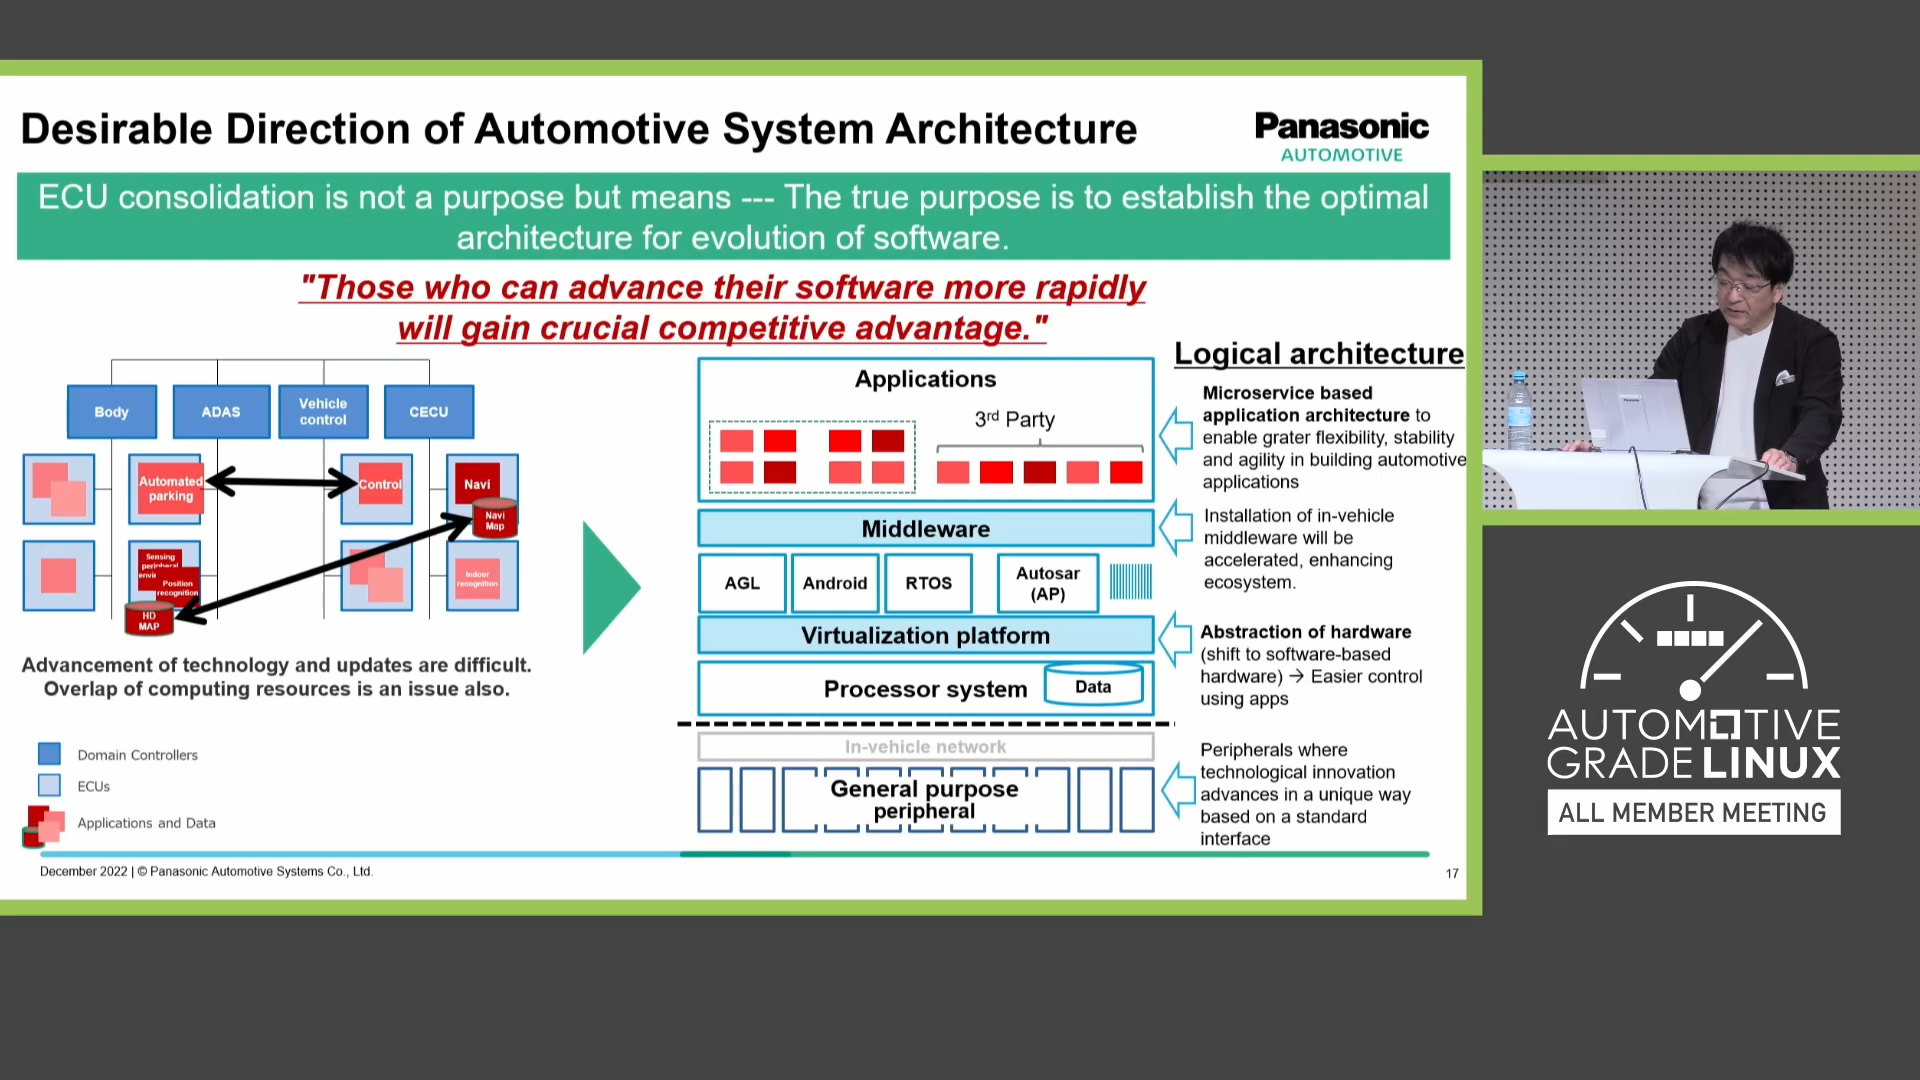 Desirable Direction of Automotive System Architecture
Panasonic
AUTOMOTIVE
ECU consolidation is not a purpose but means --- The true purpose is to establish the optimal
architecture for evolution of software.
"Those who can advance their software more rapidly
will gain crucial competitive advantage."
Body
ADAS
Vehicle
control
CECU
Automated
parking
Control
Navi
Navi
Map
Sensing
peripheral
Position
recognition
HD
MAP
Indoor
recognition
Advancement of technology and updates are difficult.
Overlap of computing resources is an issue also.
Domain Controllers
ECUs
Applications and Data
Applications
3rd Party
Middleware
AGL
Android
RTOS
Autosar
(AP)
Virtualization platform
Processor system
Data
In-vehicle network
General purpose
peripheral
Logical architecture
Microservice based
application architecture to
enable grater flexibility, stability
and agility in building automotive
applications
Installation of in-vehicle
middleware will be
accelerated, enhancing
ecosystem.
Abstraction of hardware
(shift to software-based
hardware) → Easier control
using apps
Peripherals where
technological innovation
advances in a unique way
based on a standard
interface
December 2022 | © Panasonic Automotive Systems Co., Ltd.
17
AUTOMOTIVE
GRADE LINUX
ALL MEMBER MEETING